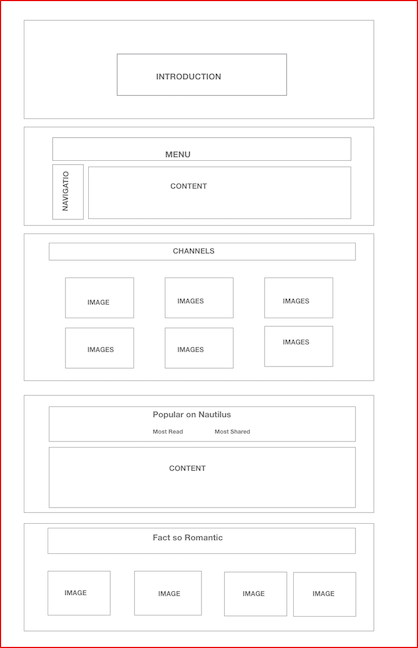 INTRODUCTION
MENU
NAVIGATIO
CONTENT
CHANNELS
IMAGE IMAGES IMAGES
IMAGES IMAGES IMAGES
Popular on Nautilus
Most Read Most Shared
CONTENT
Fact so Romantic
IMAGE IMAGE IMAGE IMAGE